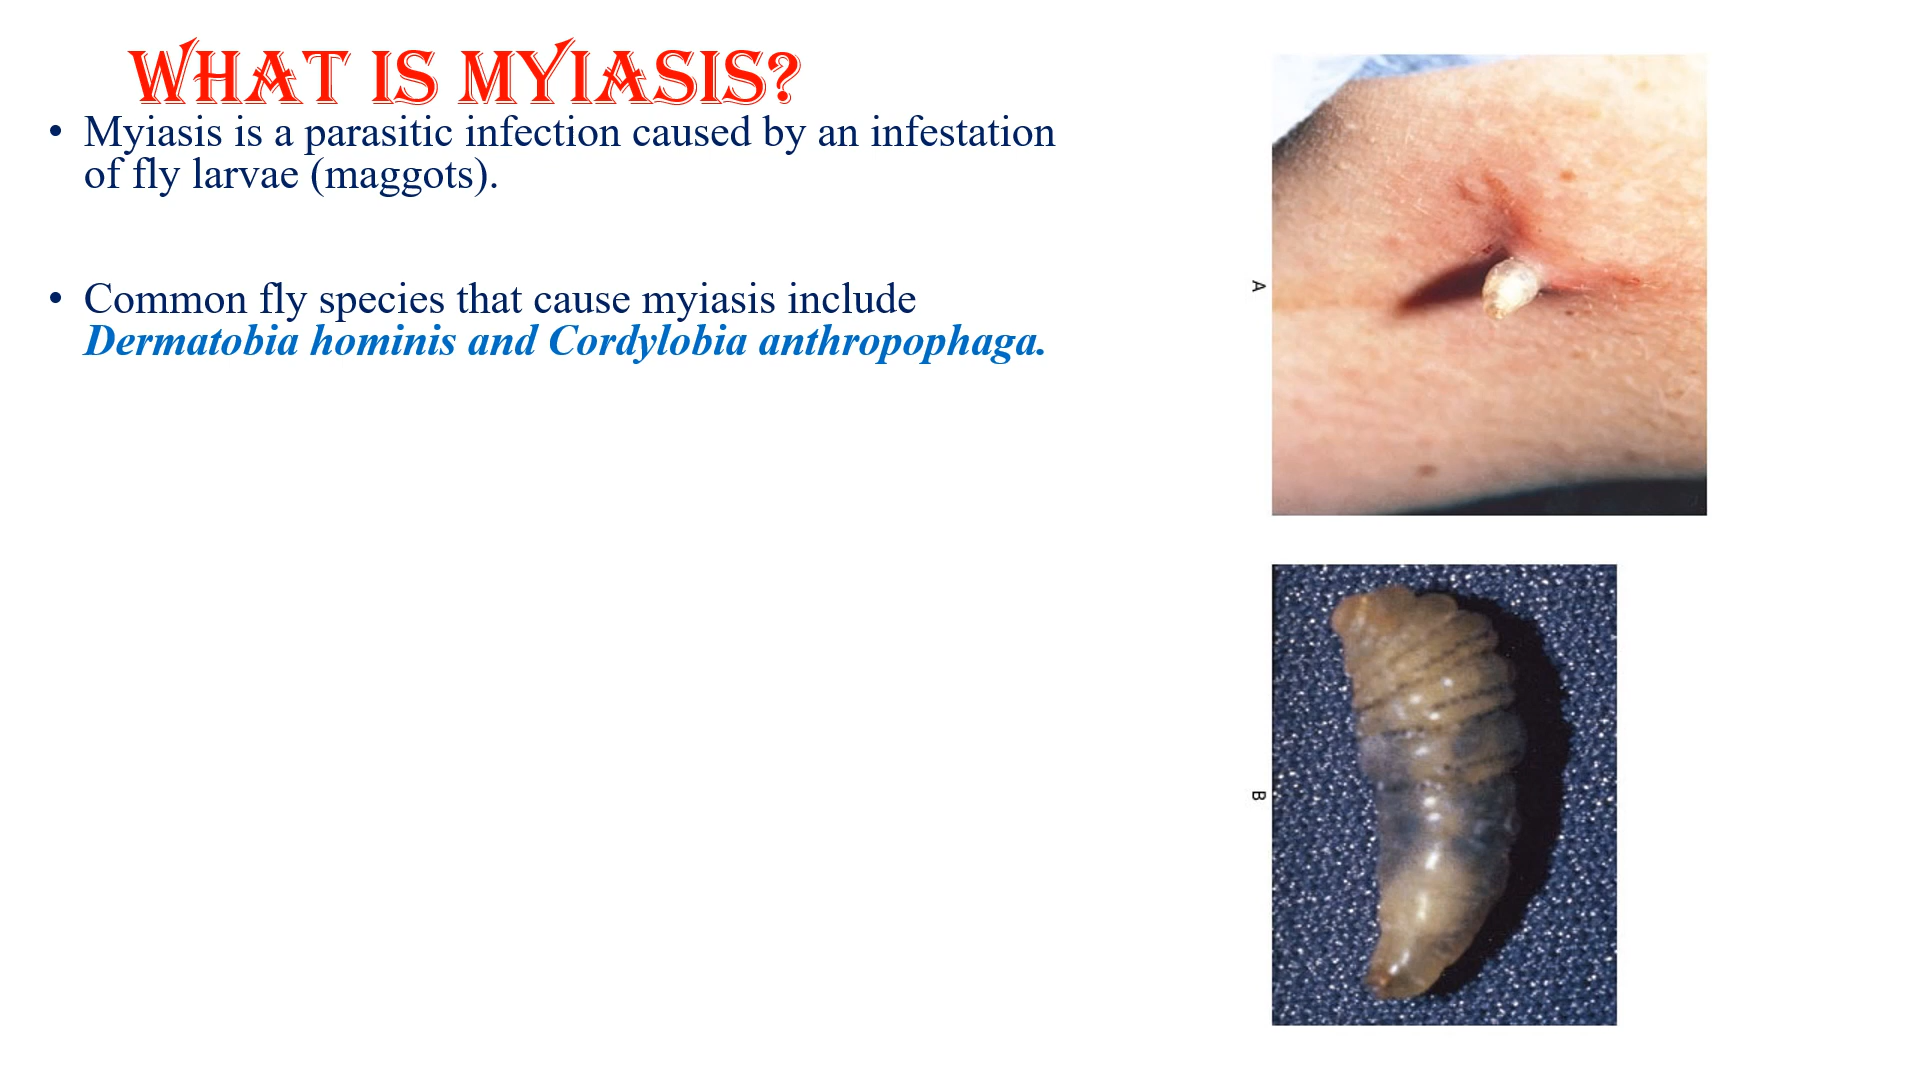 WHAT IS MYIASIS?
• Myiasis is a parasitic infection caused by an infestation
of fly larvae (maggots).
• Common fly species that cause myiasis include
Dermatobia hominis and Cordylobia anthropophaga.
A
B